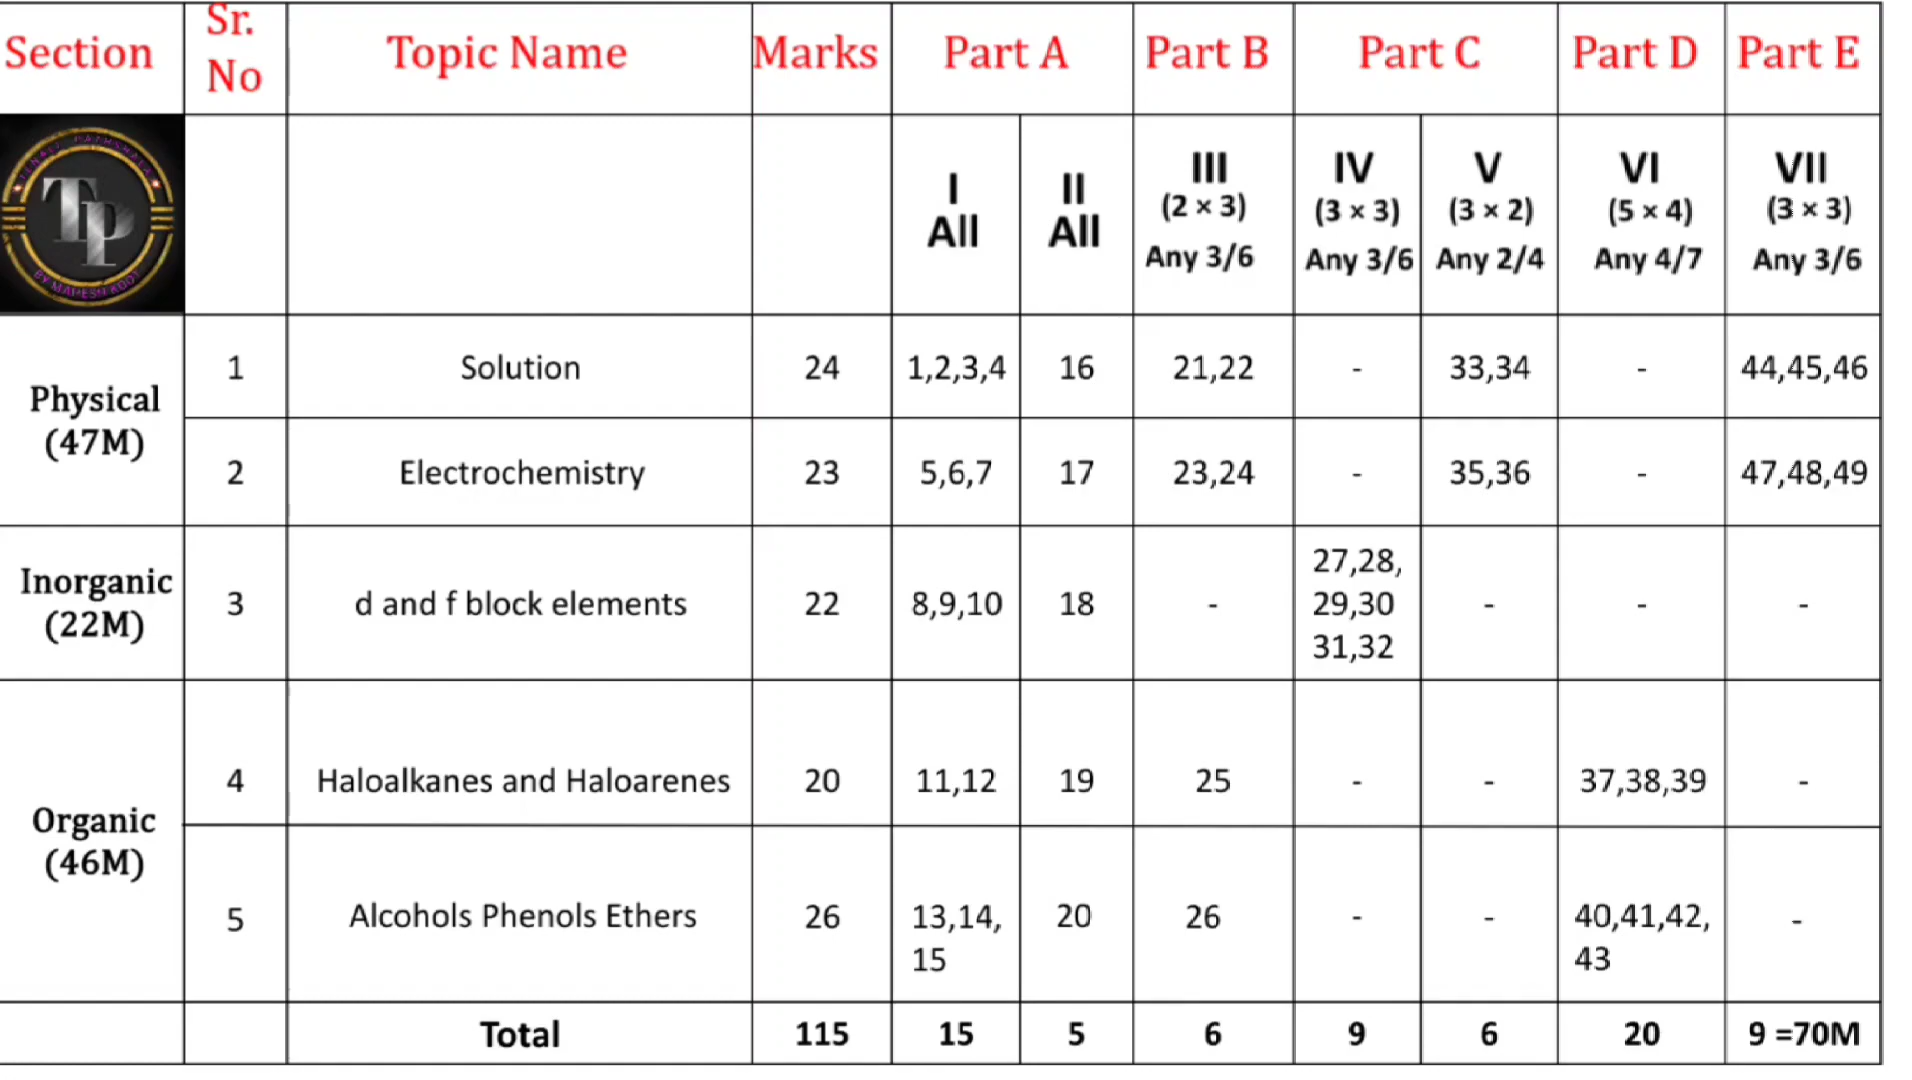 Section Sr. No Topic Name Marks Part A Part B Part C Part D Part E
TP
BY MAHESH KOOT
I All II All III (2 × 3) Any 3/6 IV (3 × 3) Any 3/6 V (3 × 2) Any 2/4 VI (5 × 4) Any 4/7 VII (3 × 3) Any 3/6
Physical (47M)
1 Solution 24 1,2,3,4 16 21,22 - 33,34 - 44,45,46
2 Electrochemistry 23 5,6,7 17 23,24 - 35,36 - 47,48,49
Inorganic (22M)
3 d and f block elements 22 8,9,10 18 - 27,28, 29,30 31,32 - - -
Organic (46M)
4 Haloalkanes and Haloarenes 20 11,12 19 25 - - 37,38,39 -
5 Alcohols Phenols Ethers 26 13,14, 15 20 26 - - 40,41,42, 43 -
Total 115 15 5 6 9 6 20 9 =70M